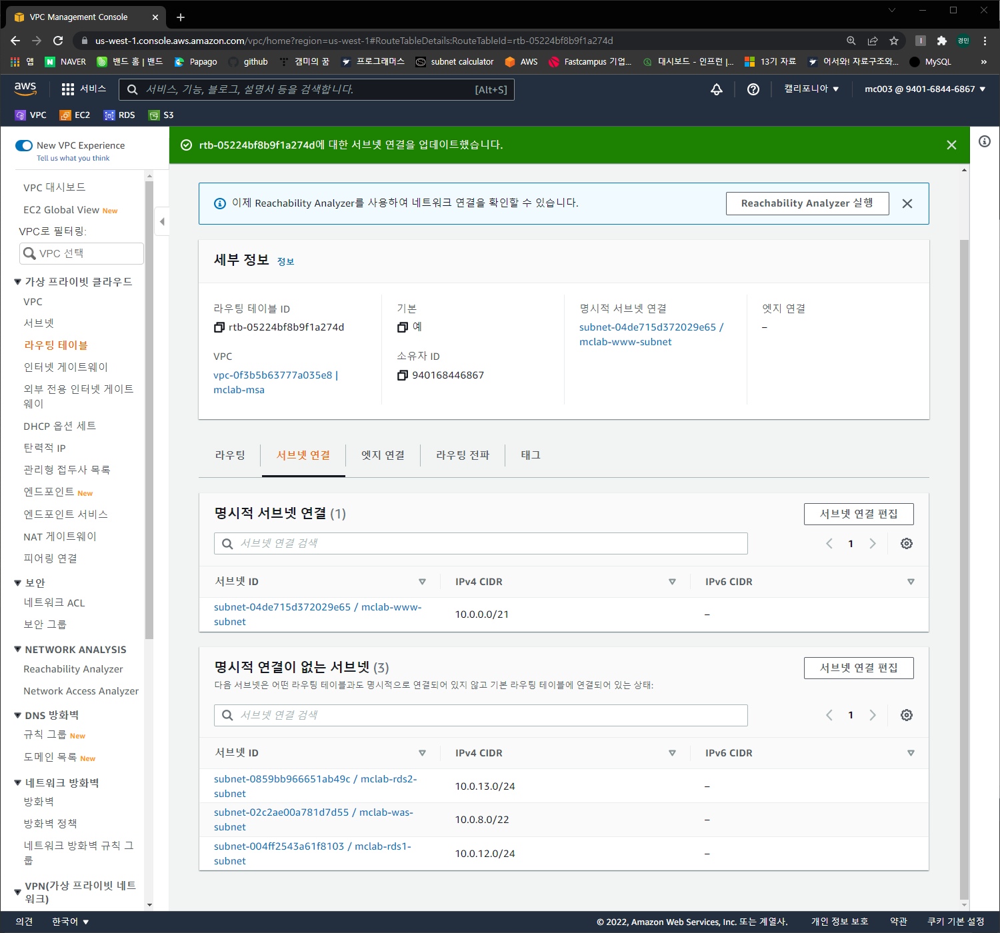 VPC Management Console
us-west-1.console.aws.amazon.com/vpc/home?region=us-west-1#RouteTableDetails:RouteTableId=rtb-05224bf8b9f1a274d
경민
앱 NAVER 밴드 홈 | 밴드 Papago github 캠미의 꿈 프로그래머스 subnet calculator AWS Fastcampus 기업... 대시보드 - 인프런 |... 13기 자료 어서와! 자료구조와... MySQL »
aws 서비스 서비스, 기능, 블로그, 설명서 등을 검색합니다. [Alt+S] 캘리포니아 mc003 @ 9401-6844-6867
VPC EC2 RDS S3
New VPC Experience
Tell us what you think
rtb-05224bf8b9f1a274d에 대한 서브넷 연결을 업데이트했습니다.
VPC 대시보드
EC2 Global View New
VPC로 필터링:
VPC 선택
가상 프라이빗 클라우드
VPC
서브넷
라우팅 테이블
인터넷 게이트웨이
외부 전용 인터넷 게이트
웨이
DHCP 옵션 세트
탄력적 IP
관리형 접두사 목록
엔드포인트 New
엔드포인트 서비스
NAT 게이트웨이
피어링 연결
보안
네트워크 ACL
보안 그룹
NETWORK ANALYSIS
Reachability Analyzer
Network Access Analyzer
DNS 방화벽
규칙 그룹 New
도메인 목록 New
네트워크 방화벽
방화벽
방화벽 정책
네트워크 방화벽 규칙 그
룹
VPN(가상 프라이빗 네트
워크)
이제 Reachability Analyzer를 사용하여 네트워크 연결을 확인할 수 있습니다.
Reachability Analyzer 실행
세부 정보 정보
라우팅 테이블 ID
rtb-05224bf8b9f1a274d
VPC
vpc-0f3b5b63777a035e8 |
mclab-msa
기본
예
소유자 ID
940168446867
명시적 서브넷 연결
subnet-04de715d372029e65 /
mclab-www-subnet
엣지 연결
–
라우팅 서브넷 연결 엣지 연결 라우팅 전파 태그
명시적 서브넷 연결 (1)
서브넷 연결 편집
서브넷 연결 검색
1
서브넷 ID IPv4 CIDR IPv6 CIDR
subnet-04de715d372029e65 / mclab-www-
subnet
10.0.0.0/21 –
명시적 연결이 없는 서브넷 (3)
서브넷 연결 편집
다음 서브넷은 어떤 라우팅 테이블과도 명시적으로 연결되어 있지 않고 기본 라우팅 테이블에 연결되어 있는 상태:
서브넷 연결 검색
1
서브넷 ID IPv4 CIDR IPv6 CIDR
subnet-0859bb966651ab49c / mclab-rds2-
subnet
10.0.13.0/24 –
subnet-02c2ae00a781d7d55 / mclab-was-
subnet
10.0.8.0/22 –
subnet-004ff2543a61f8103 / mclab-rds1-
subnet
10.0.12.0/24 –
의견 한국어 © 2022, Amazon Web Services, Inc. 또는 계열사. 개인 정보 보호 약관 쿠키 기본 설정